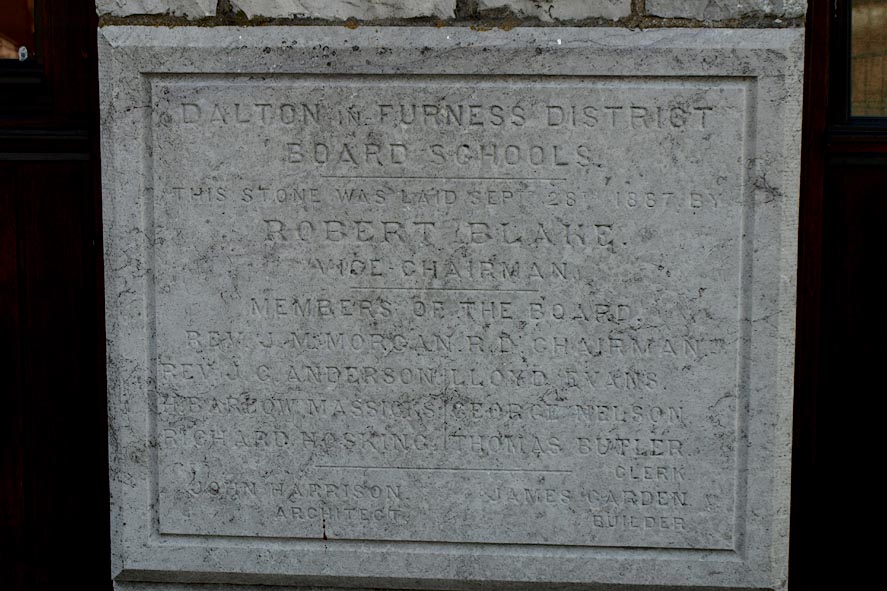 DALTON IN FURNESS DISTRICT
BOARD SCHOOLS.
THIS STONE WAS LAID SEPT 28TH 1887 BY
ROBERT BLAKE.
VICE-CHAIRMAN.
MEMBERS OF THE BOARD.
REV. J. M. MORGAN. R.D. CHAIRMAN
REV. J. G. ANDERSON LLOYD EVANS.
BARLOW MASSICKS GEORGE NELSON
RICHARD HOSKING. THOMAS BUTLER
CLERK
JOHN HARRISON. JAMES GARDEN
ARCHITECT. BUILDER